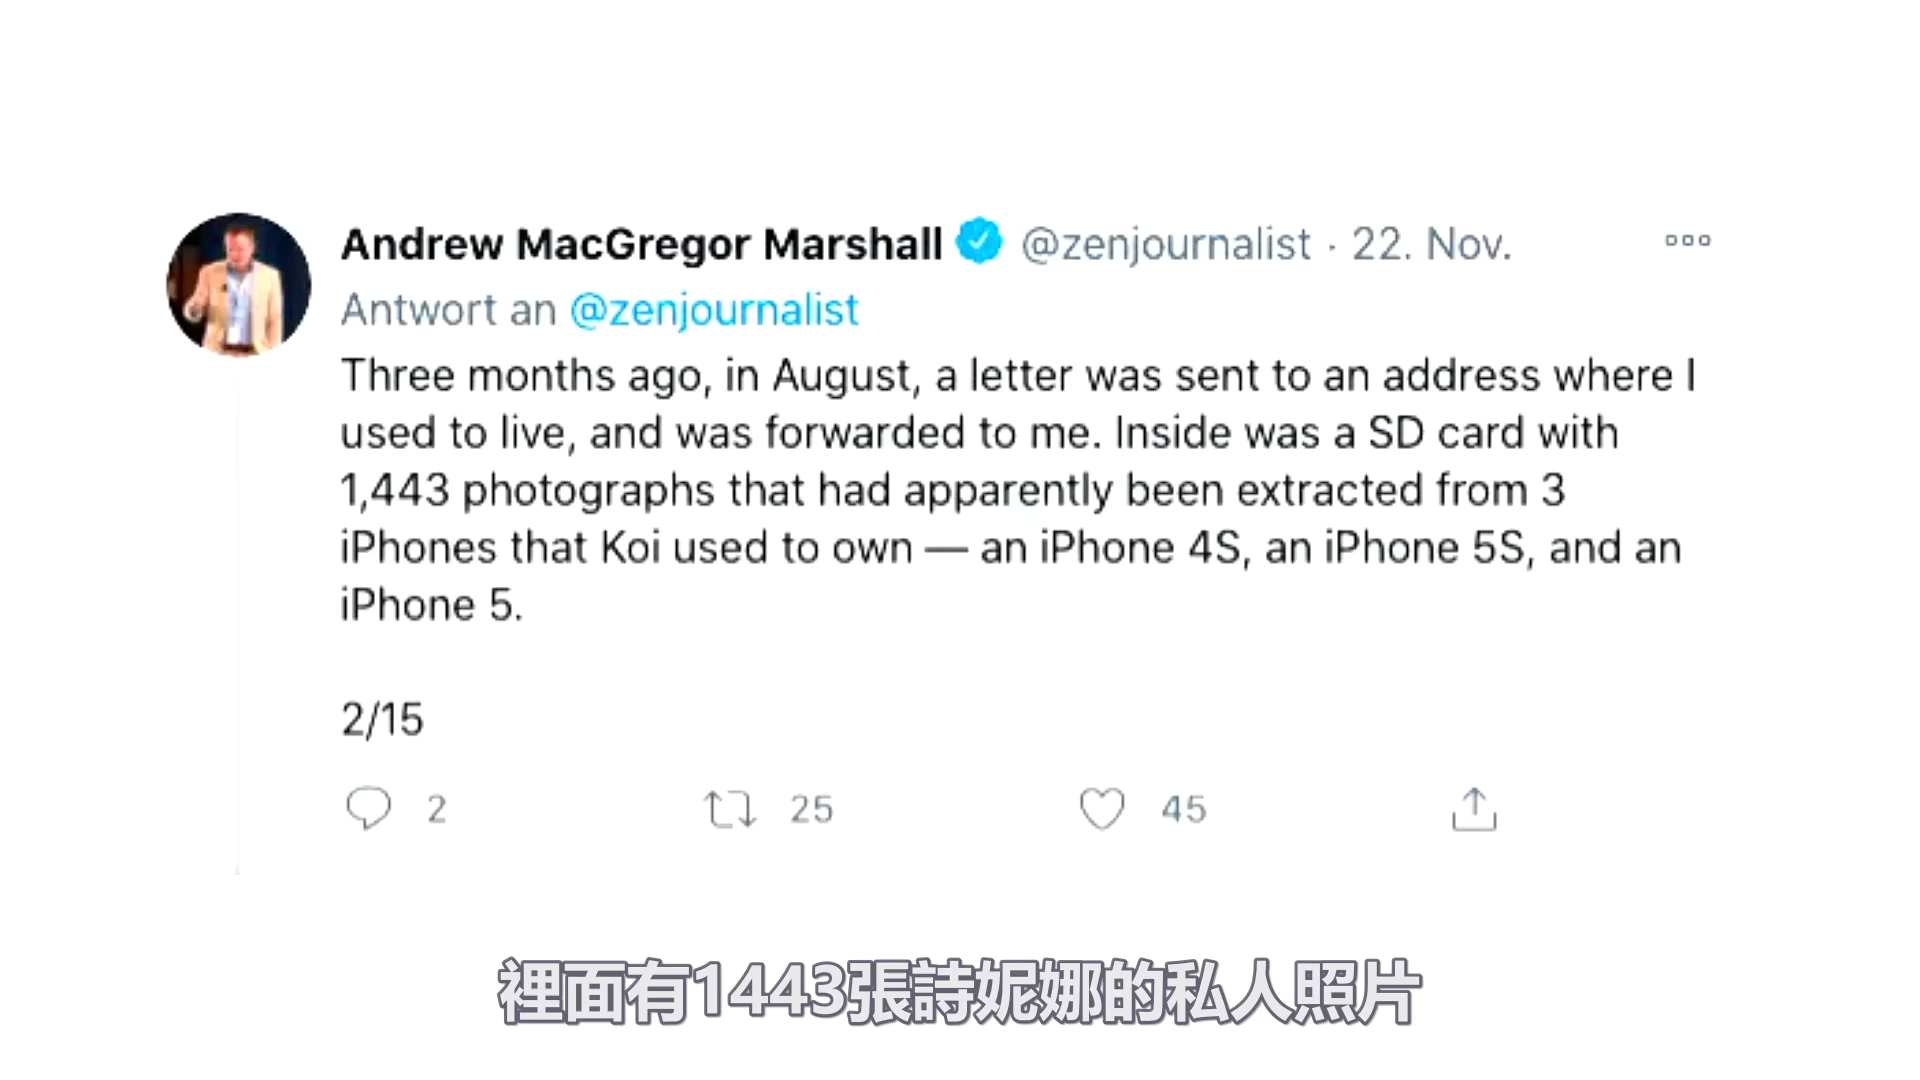 Andrew MacGregor Marshall @zenjournalist · 22. Nov.
Antwort an @zenjournalist
Three months ago, in August, a letter was sent to an address where I
used to live, and was forwarded to me. Inside was a SD card with
1,443 photographs that had apparently been extracted from 3
iPhones that Koi used to own — an iPhone 4S, an iPhone 5S, and an
iPhone 5.
2/15
2 25 45
裡面有1443張詩妮娜的私人照片